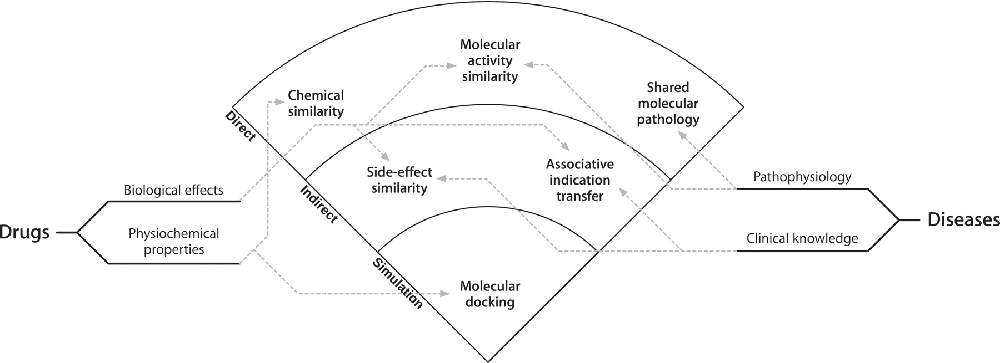 Drugs
Biological effects
Physiochemical
properties
Direct
Indirect
Simulation
Chemical
similarity
Molecular
activity
similarity
Shared
molecular
pathology
Side-effect
similarity
Associative
indication
transfer
Molecular
docking
Pathophysiology
Clinical knowledge
Diseases